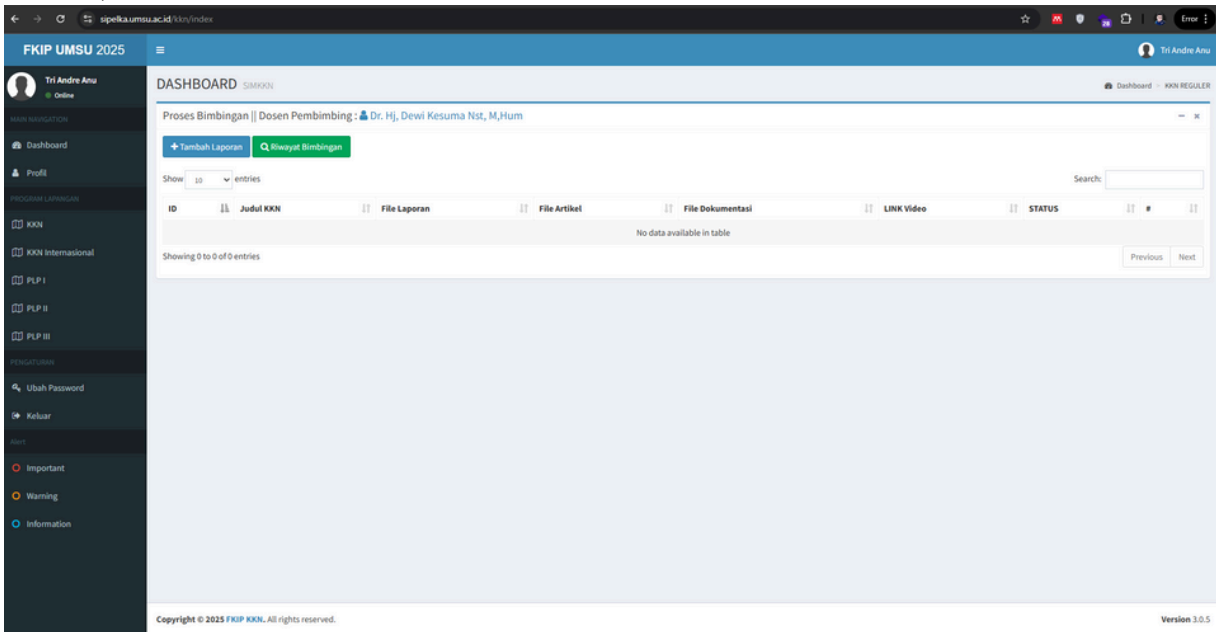 sipelka.umsu.ac.id/kkn/index
28
Error
FKIP UMSU 2025
Tri Andre Anu
Tri Andre Anu
Online
DASHBOARD SIMKKN
Dashboard
KKN REGULER
MAIN NAVIGATION
Dashboard
Profil
PROGRAM LAPANGAN
KKN
KKN Internasional
PLP I
PLP II
PLP III
PENGATURAN
Ubah Password
Keluar
Alert
Important
Warning
Information
Proses Bimbingan || Dosen Pembimbing : Dr. Hj, Dewi Kesuma Nst, M,Hum
+ Tambah Laporan Riwayat Bimbingan
Show 10 entries Search:
ID Judul KKN File Laporan File Artikel File Dokumentasi LINK Video STATUS #
No data available in table
Showing 0 to 0 of 0 entries Previous Next
Copyright © 2025 FKIP KKN. All rights reserved. Version 3.0.5